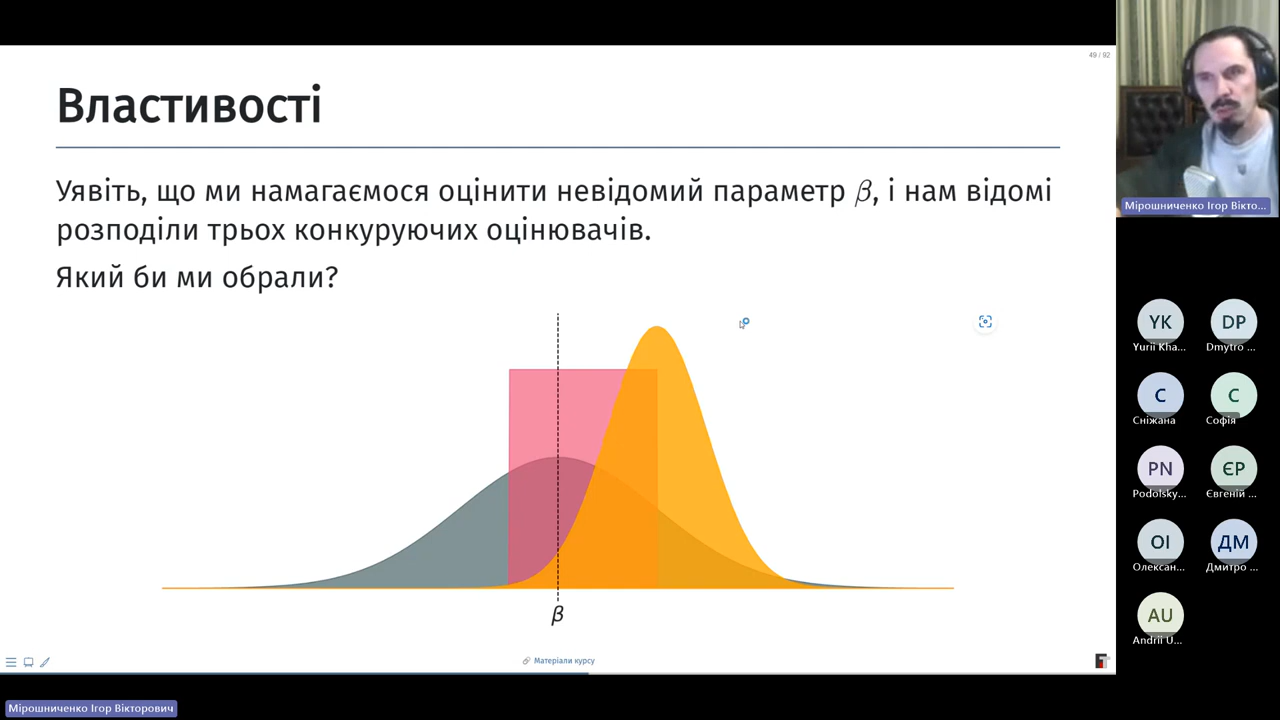 49 / 92
Властивості
Уявіть, що ми намагаємося оцінити невідомий параметр β, і нам відомі
розподіли трьох конкуруючих оцінювачів.
Який би ми обрали?
β
Матеріали курсу
Мірошниченко Ігор Вікторович
Мірошниченко Ігор Вікто...
YK
Yurii Kha...
DP
Dmytro ...
С
Сніжана
С
Софія
PN
Podolsky...
ЄР
Євгеній ...
ОІ
Олексан...
ДМ
Дмитро ...
AU
Andrii U...